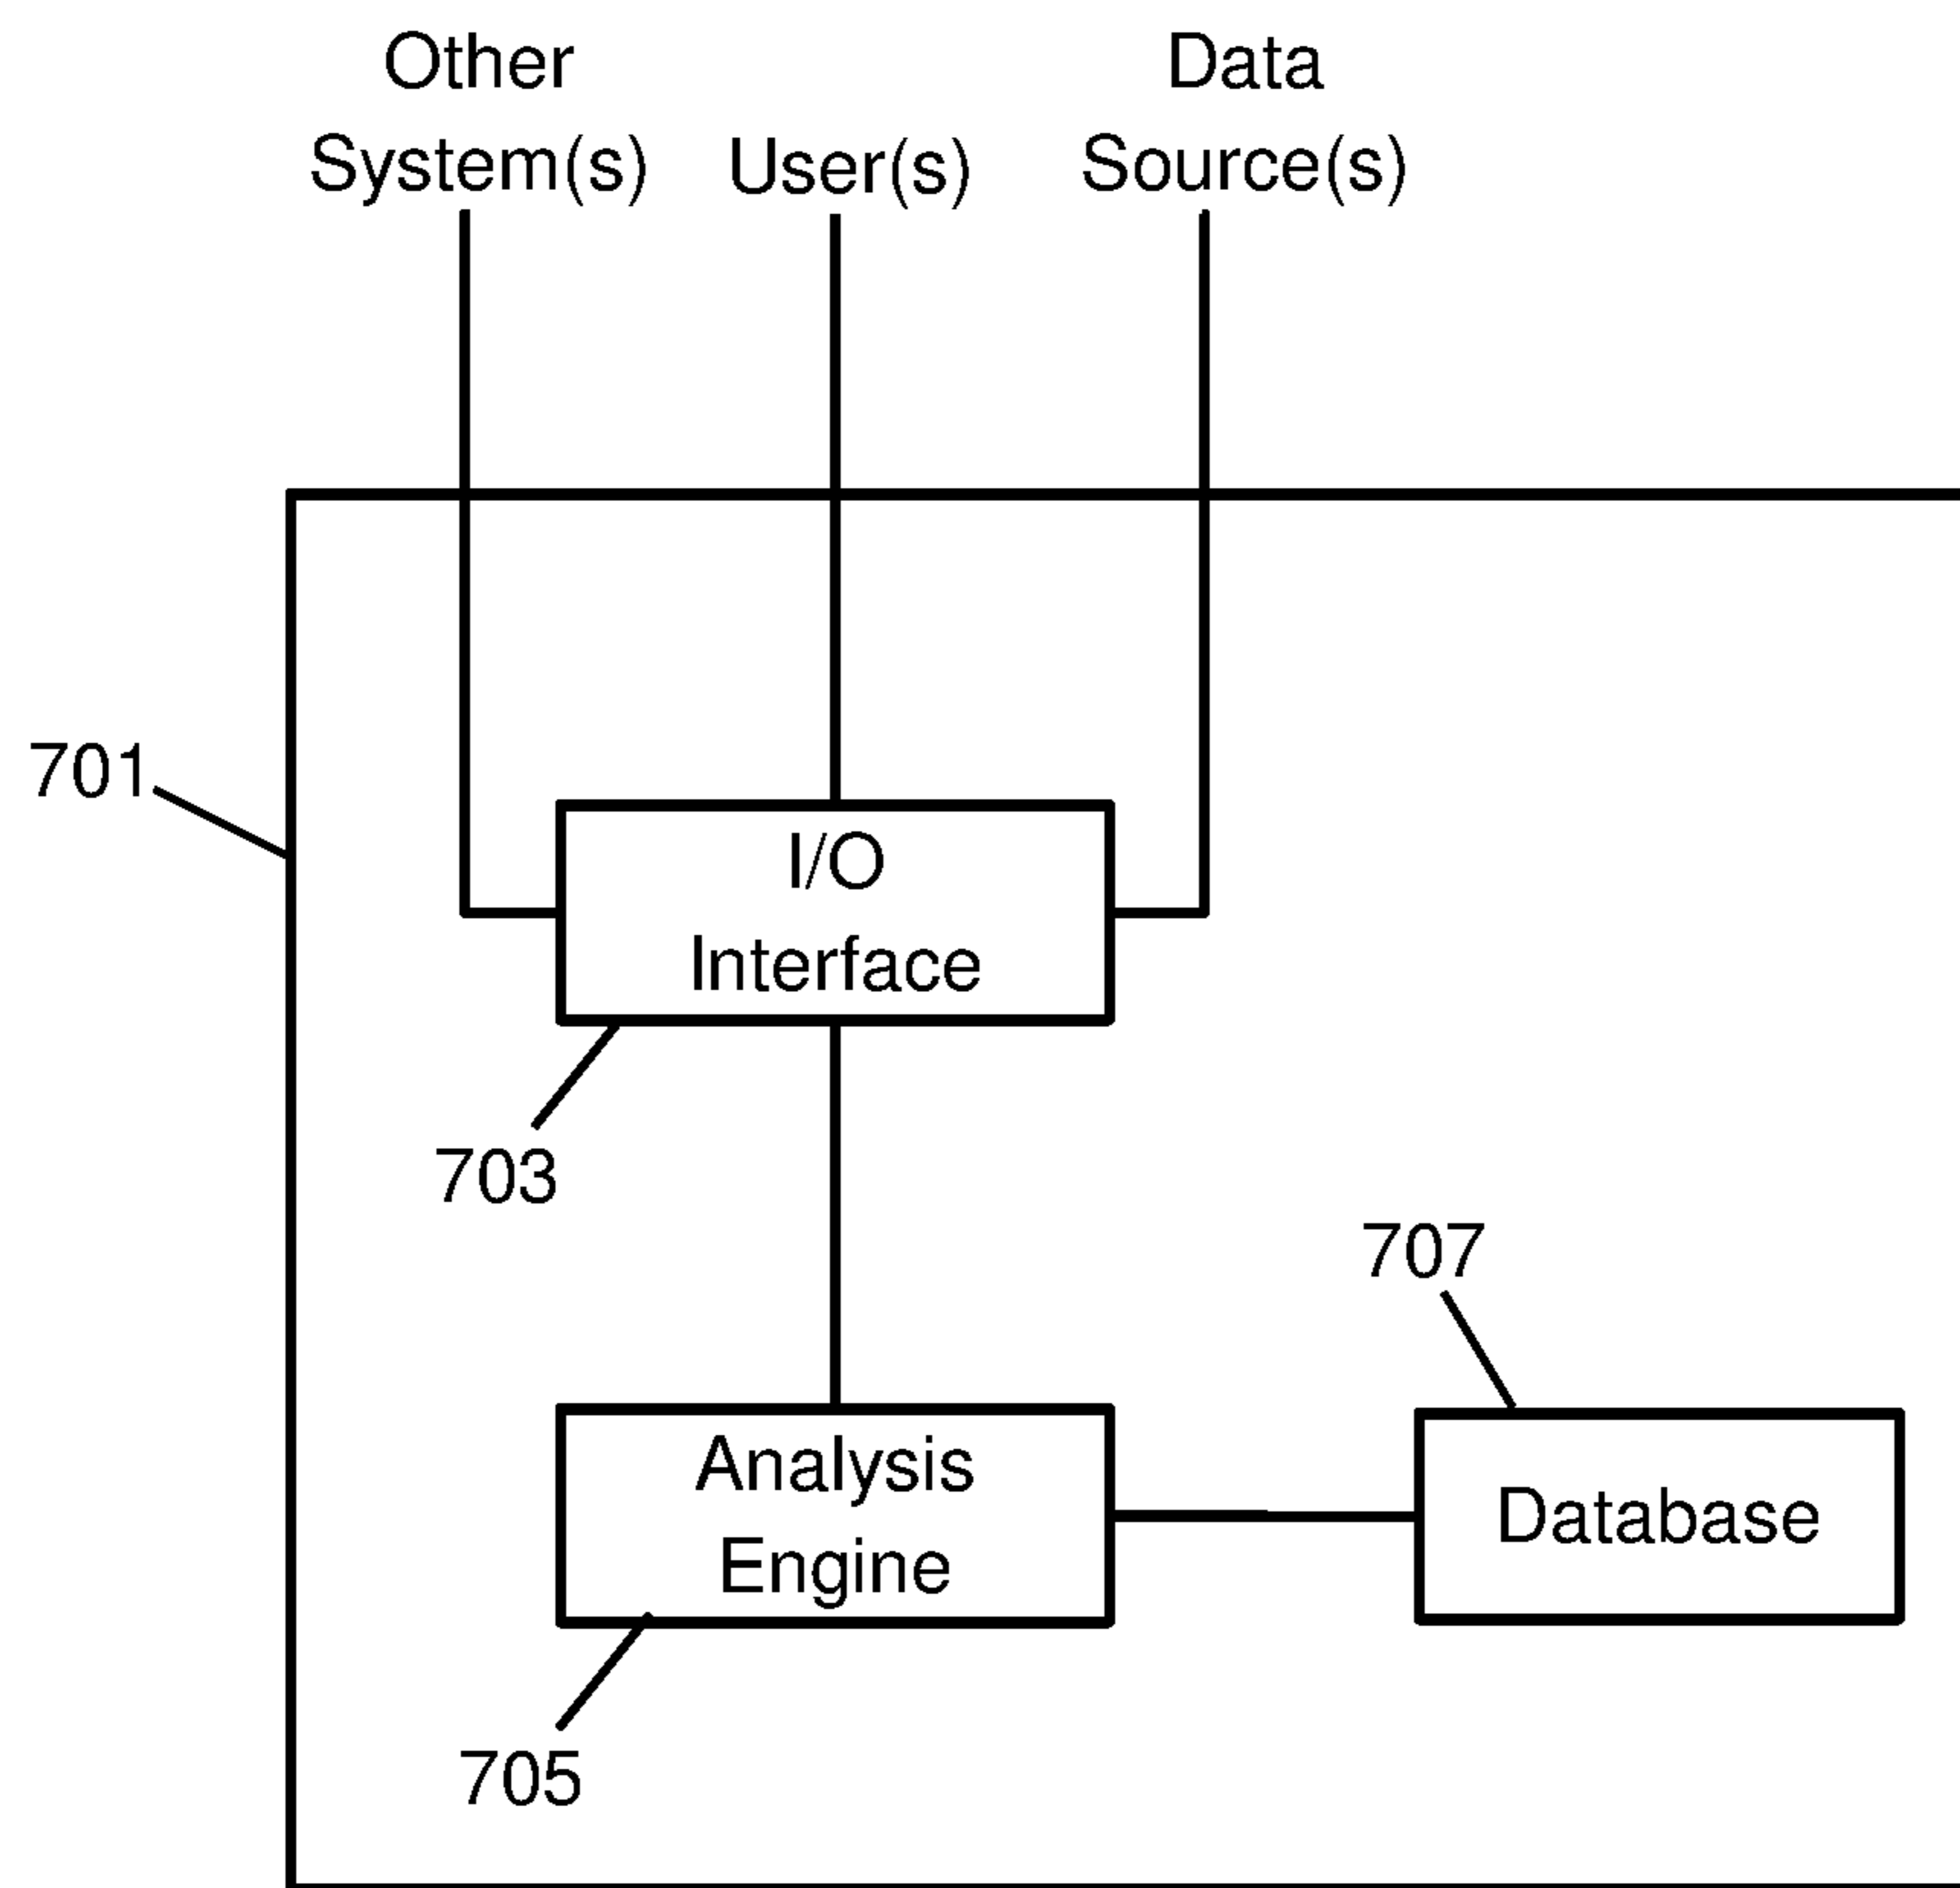 Other
System(s)
User(s)
Data
Source(s)
701
I/O
Interface
703
707
Analysis
Engine
Database
705